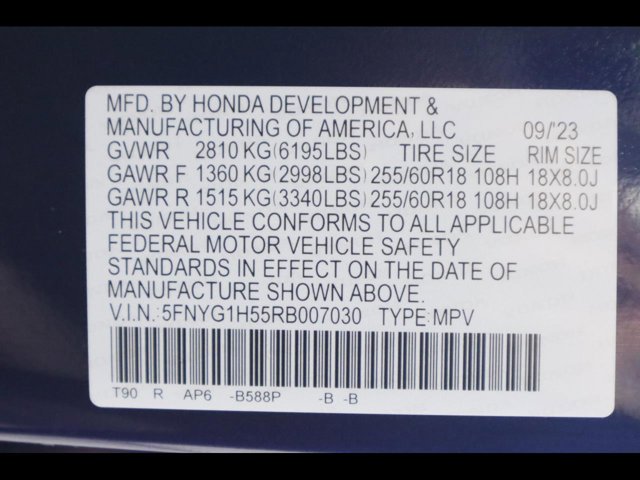 MFD. BY HONDA DEVELOPMENT &
MANUFACTURING OF AMERICA, LLC 09/'23
GVWR 2810 KG(6195LBS) TIRE SIZE RIM SIZE
GAWR F 1360 KG(2998LBS) 255/60R18 108H 18X8.0J
GAWR R 1515 KG(3340LBS) 255/60R18 108H 18X8.0J
THIS VEHICLE CONFORMS TO ALL APPLICABLE
FEDERAL MOTOR VEHICLE SAFETY
STANDARDS IN EFFECT ON THE DATE OF
MANUFACTURE SHOWN ABOVE.
V.I.N.:5FNYG1H55RB007030 TYPE:MPV
T90 R AP6 -B588P -B -B